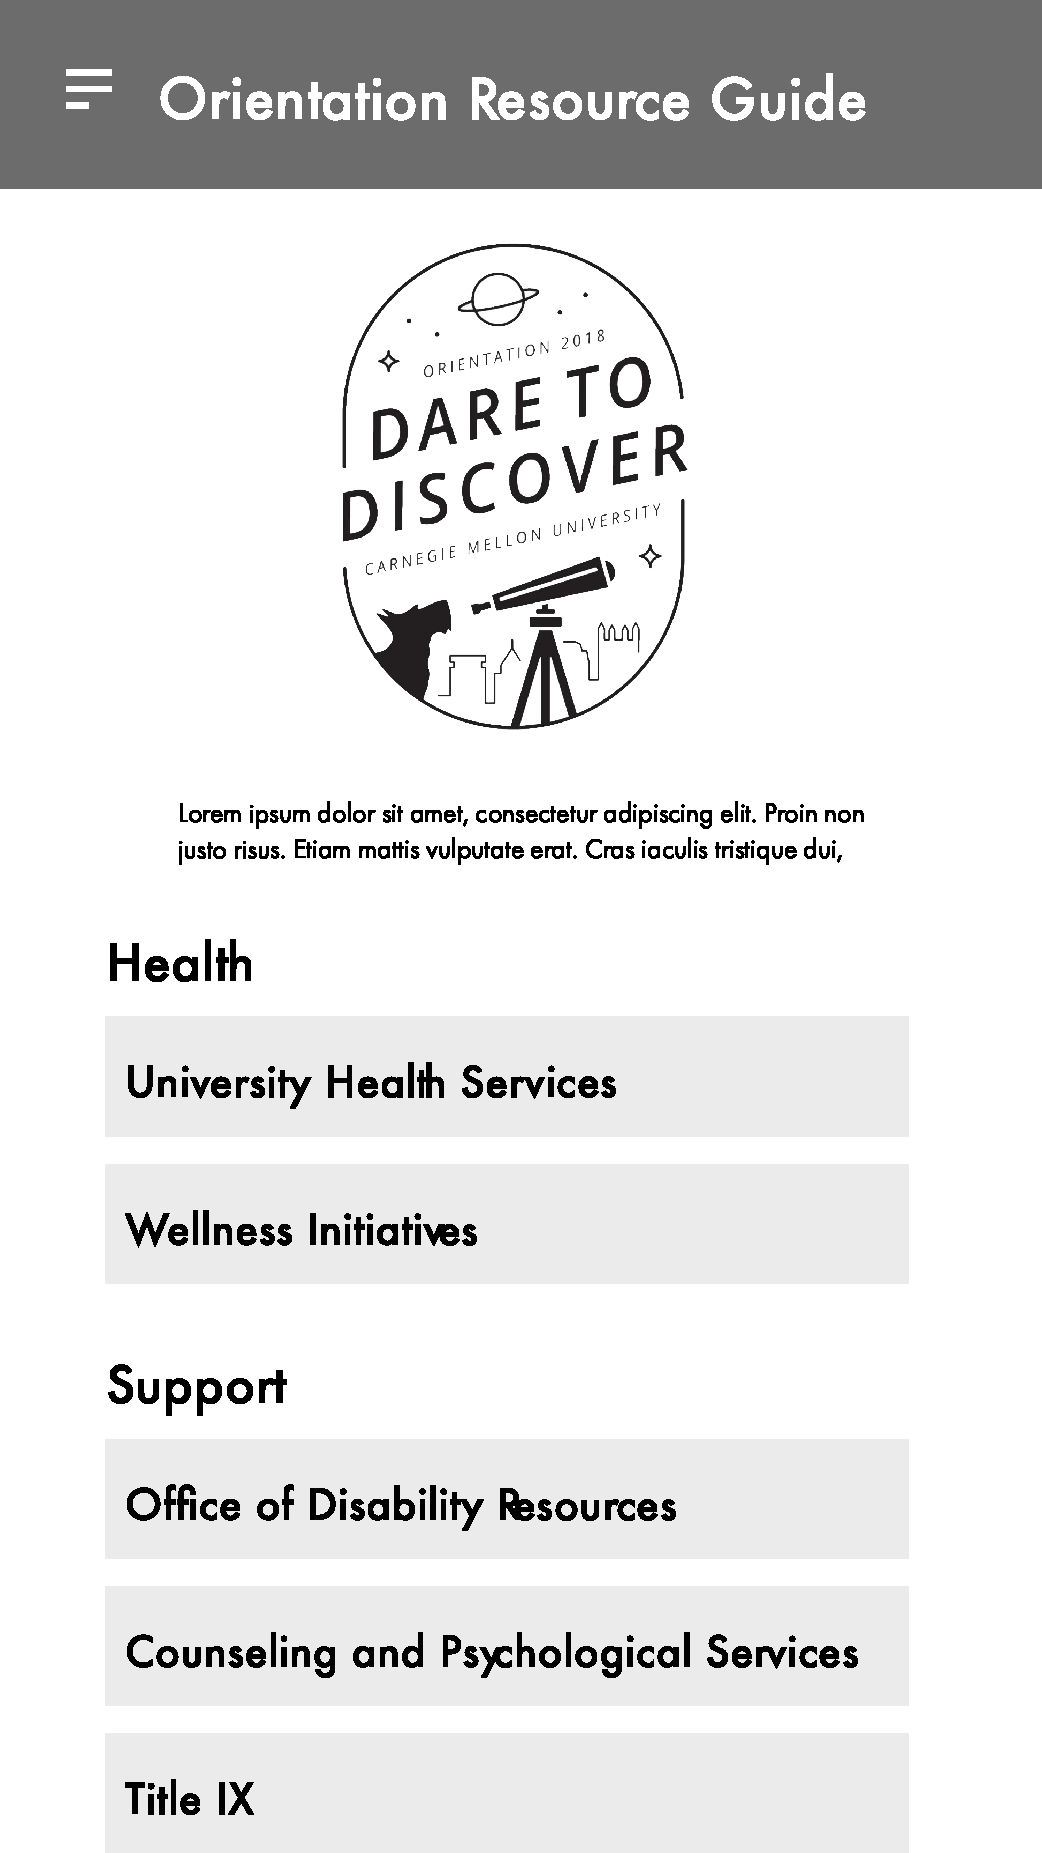 Orientation Resource Guide
ORIENTATION 2018
DARE TO
DISCOVER
CARNEGIE MELLON UNIVERSITY
Lorem ipsum dolor sit amet, consectetur adipiscing elit. Proin non
justo risus. Etiam mattis vulputate erat. Cras iaculis tristique dui,
Health
University Health Services
Wellness Initiatives
Support
Office of Disability Resources
Counseling and Psychological Services
Title IX